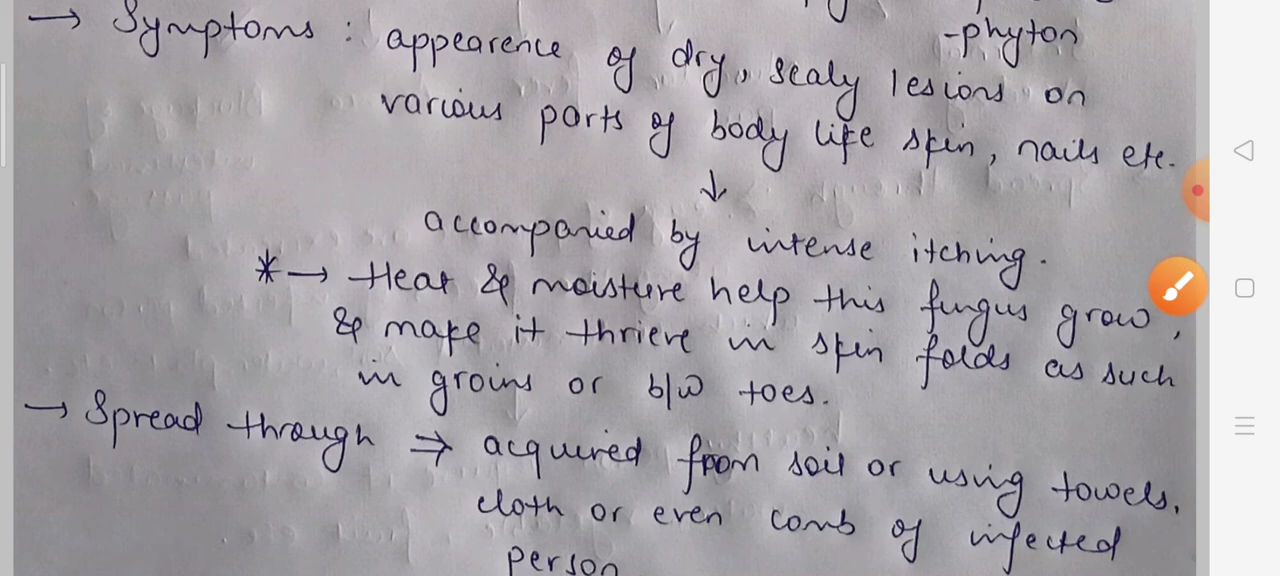 -phyton
→ Symptoms : appearence of dry, scaly lesions on
various parts of body life skin, nails etc.
↓
accompanied by intense itching.
*→ Heat & moisture help this fungus grow,
& make it thrieve in skin folds as such
in groins or b/w toes.
→ Spread through ⇒ acquired from soil or using towels,
cloth or even comb of infected
person